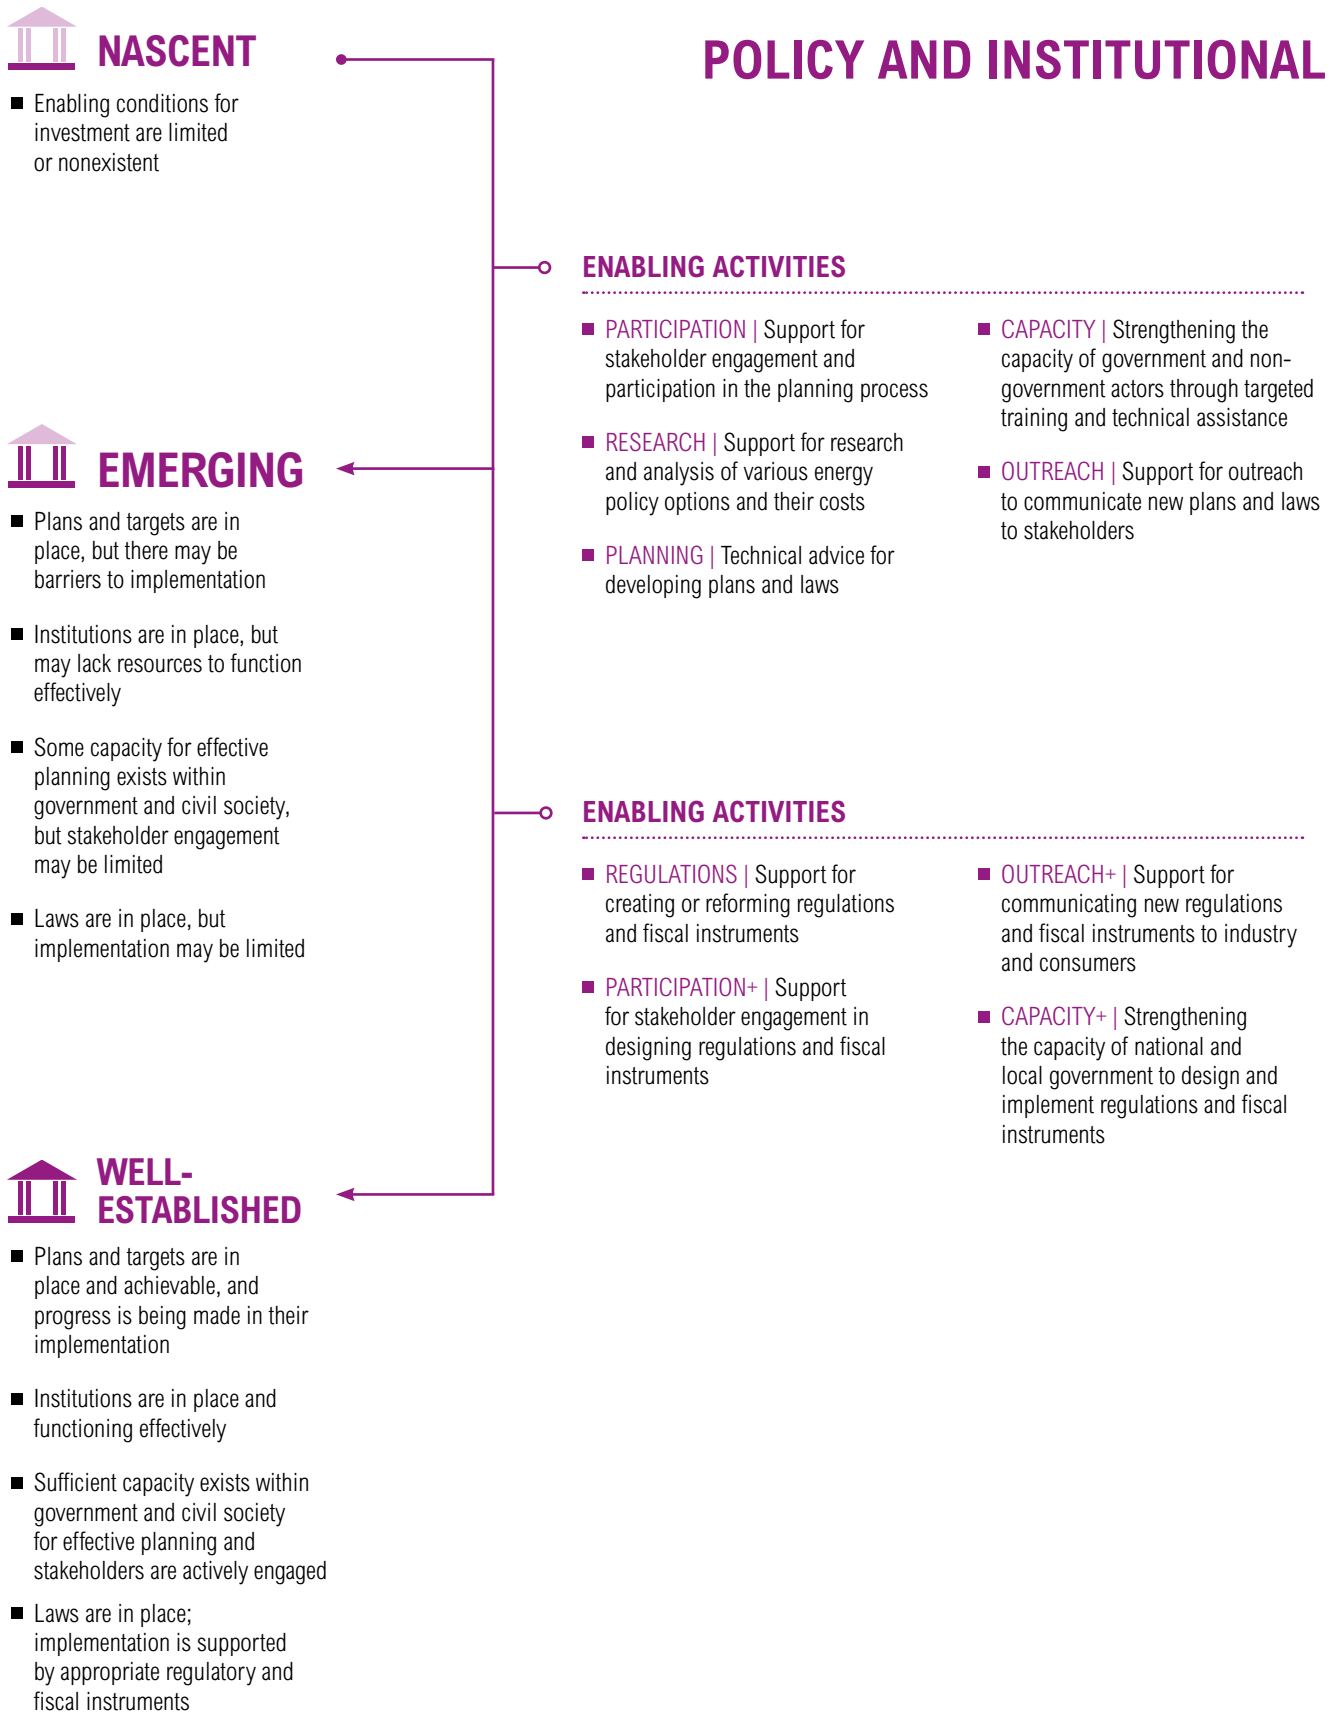 NASCENT
Enabling conditions for
investment are limited
or nonexistent
POLICY AND INSTITUTIONAL
ENABLING ACTIVITIES
PARTICIPATION | Support for
stakeholder engagement and
participation in the planning process
RESEARCH | Support for research
and analysis of various energy
policy options and their costs
PLANNING | Technical advice for
developing plans and laws
CAPACITY | Strengthening the
capacity of government and non-
government actors through targeted
training and technical assistance
OUTREACH | Support for outreach
to communicate new plans and laws
to stakeholders
EMERGING
Plans and targets are in
place, but there may be
barriers to implementation
Institutions are in place, but
may lack resources to function
effectively
Some capacity for effective
planning exists within
government and civil society,
but stakeholder engagement
may be limited
Laws are in place, but
implementation may be limited
ENABLING ACTIVITIES
REGULATIONS | Support for
creating or reforming regulations
and fiscal instruments
PARTICIPATION+ | Support
for stakeholder engagement in
designing regulations and fiscal
instruments
OUTREACH+ | Support for
communicating new regulations
and fiscal instruments to industry
and consumers
CAPACITY+ | Strengthening
the capacity of national and
local government to design and
implement regulations and fiscal
instruments
WELL-
ESTABLISHED
Plans and targets are in
place and achievable, and
progress is being made in their
implementation
Institutions are in place and
functioning effectively
Sufficient capacity exists within
government and civil society
for effective planning and
stakeholders are actively engaged
Laws are in place;
implementation is supported
by appropriate regulatory and
fiscal instruments